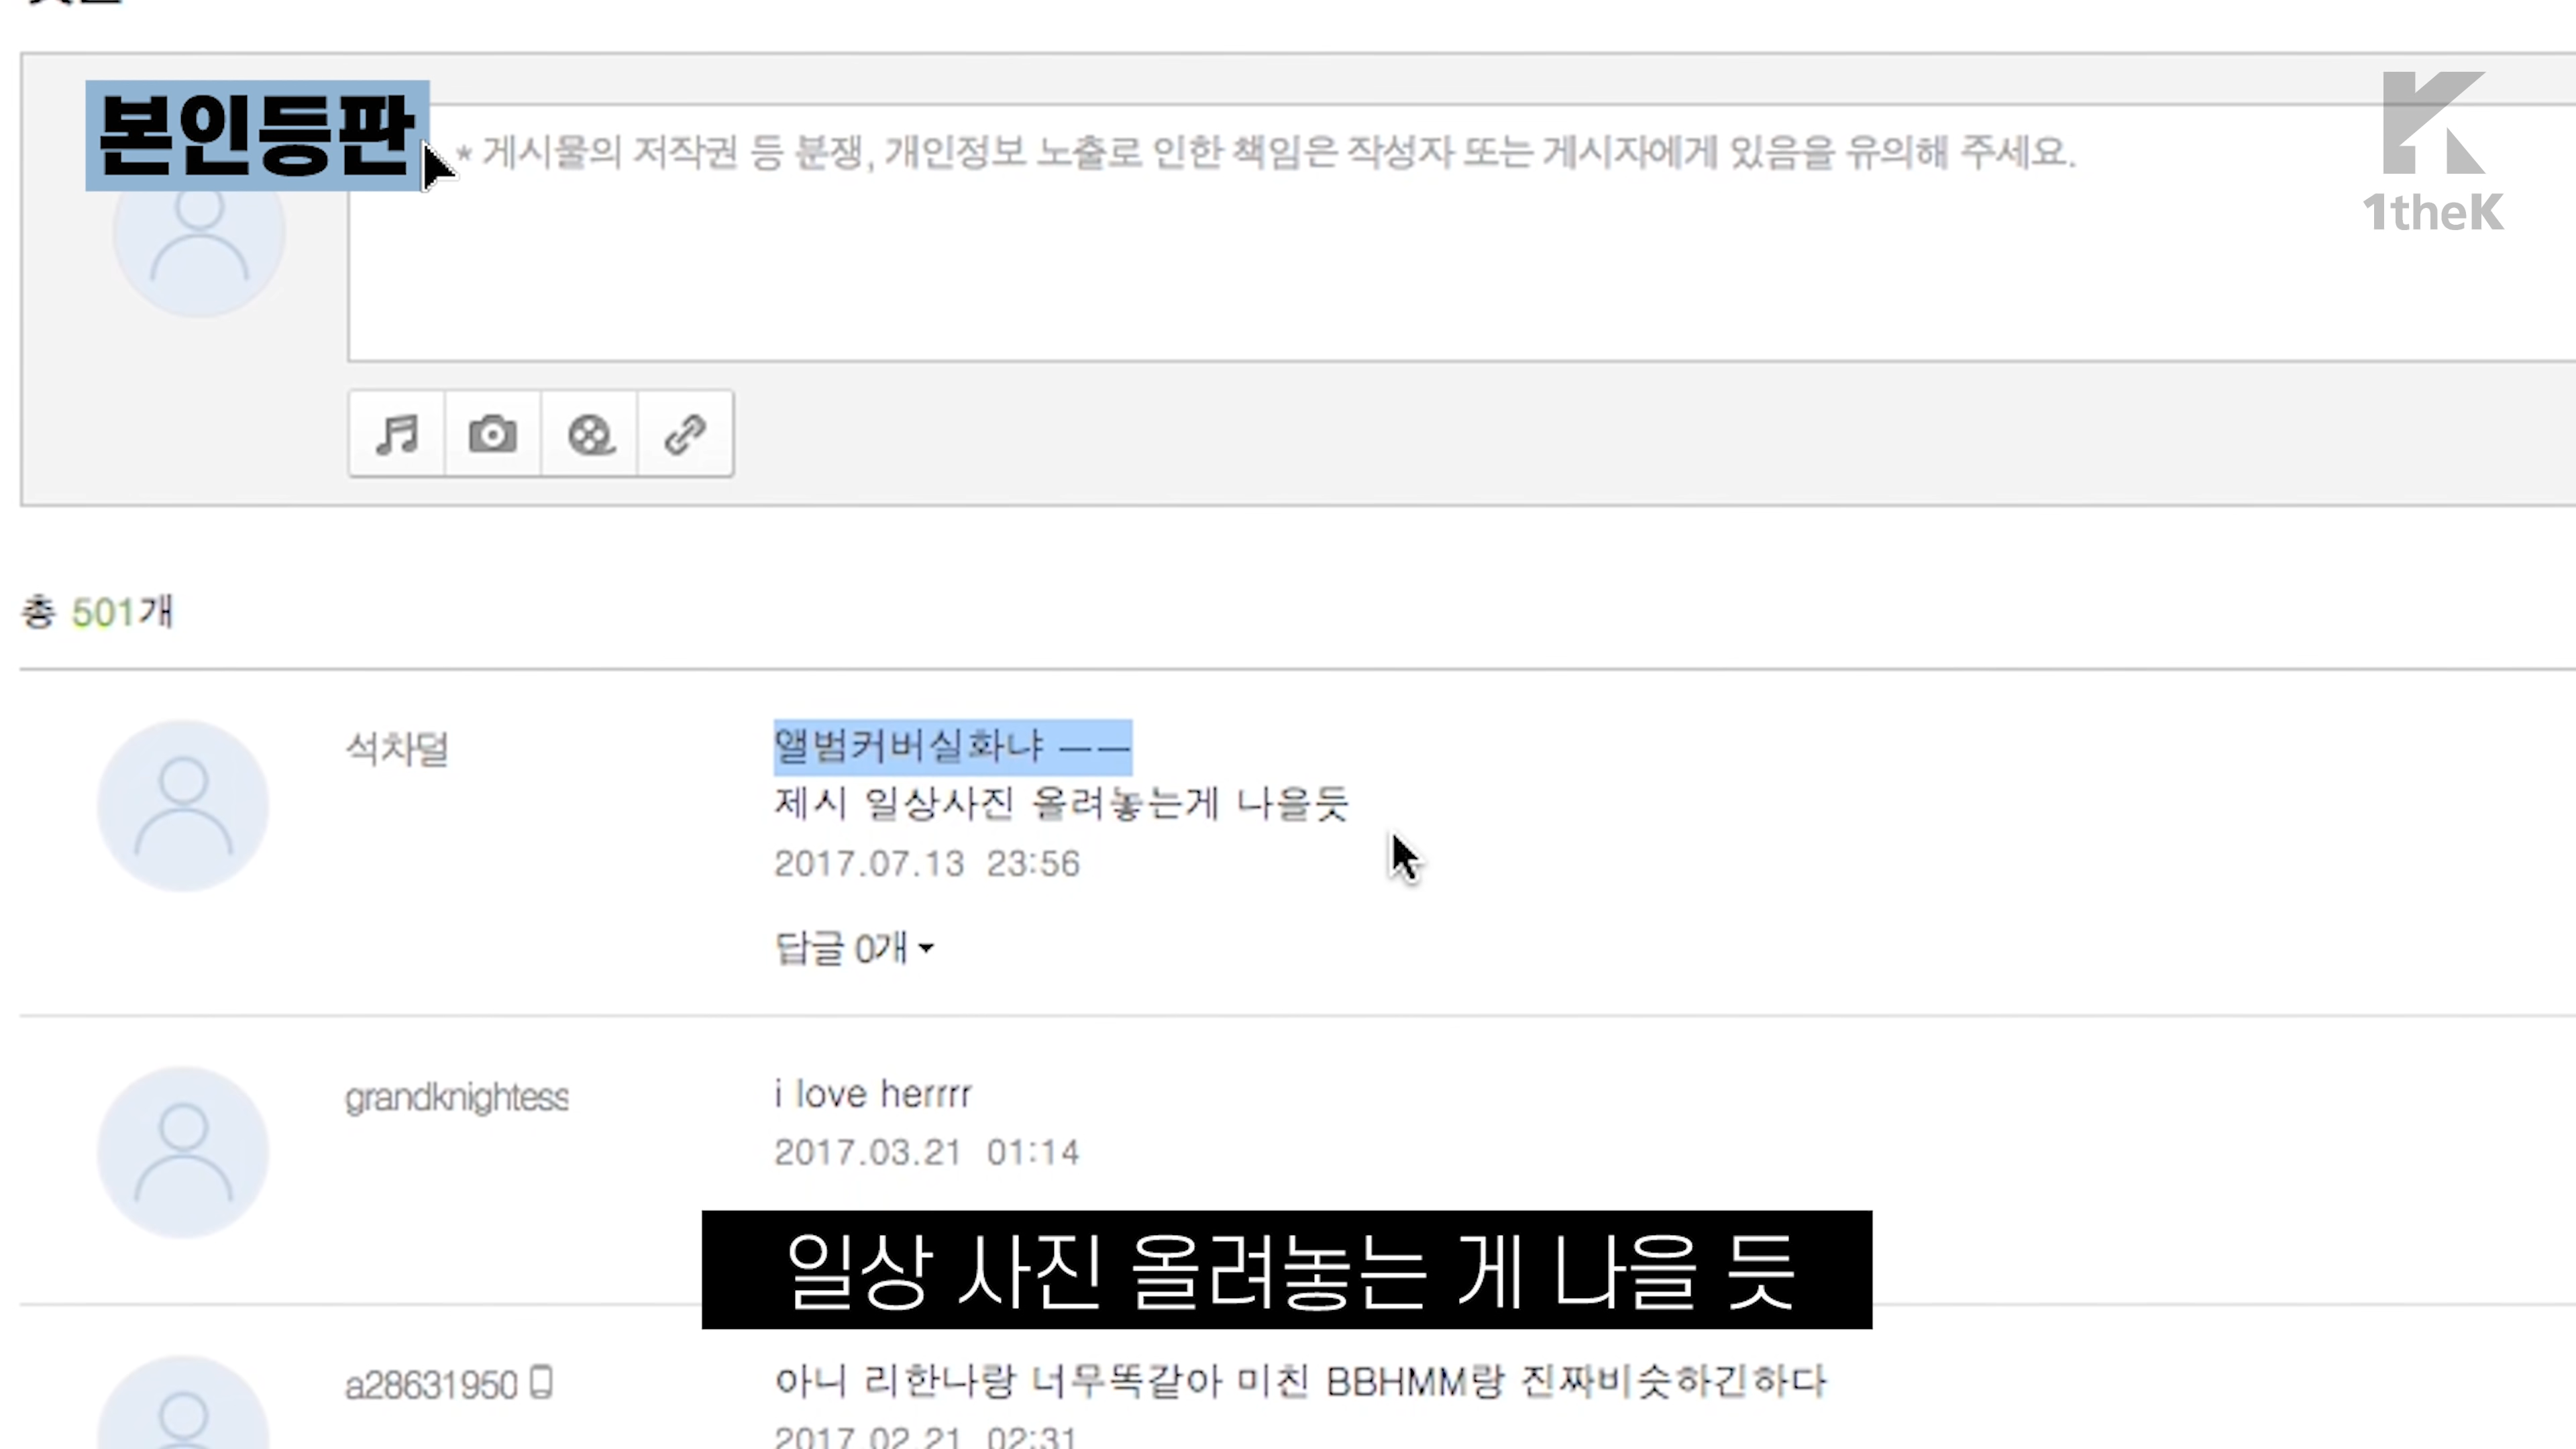 본인등판
* 게시물의 저작권 등 분쟁, 개인정보 노출로 인한 책임은 작성자 또는 게시자에게 있음을 유의해 주세요.
1theK
총 501개
석차덜
앨범커버실화냐 ——
제시 일상사진 올려놓는게 나을듯
2017.07.13 23:56
답글 0개
grandknightess
i love herrrr
2017.03.21 01:14
일상 사진 올려놓는 게 나을 듯
a28631950
아니 리한나랑 너무똑같아 미친 BBHMM랑 진짜비슷하긴하다
2017.02.21 02:31